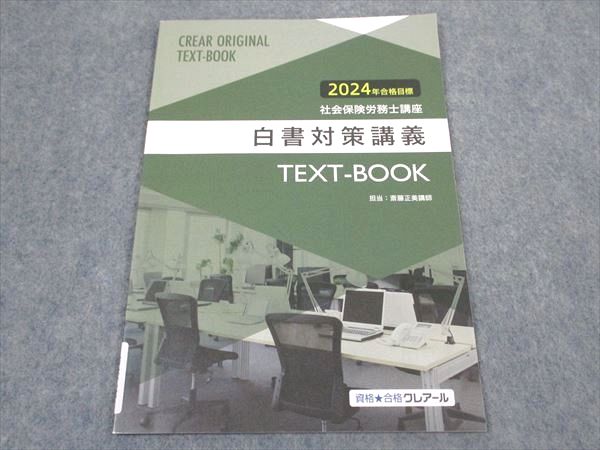 CREAR ORIGINAL
TEXT-BOOK
2024年合格目標
社会保険労務士講座
白書対策講義
TEXT-BOOK
担当：斎藤正美講師
資格★合格クレアール